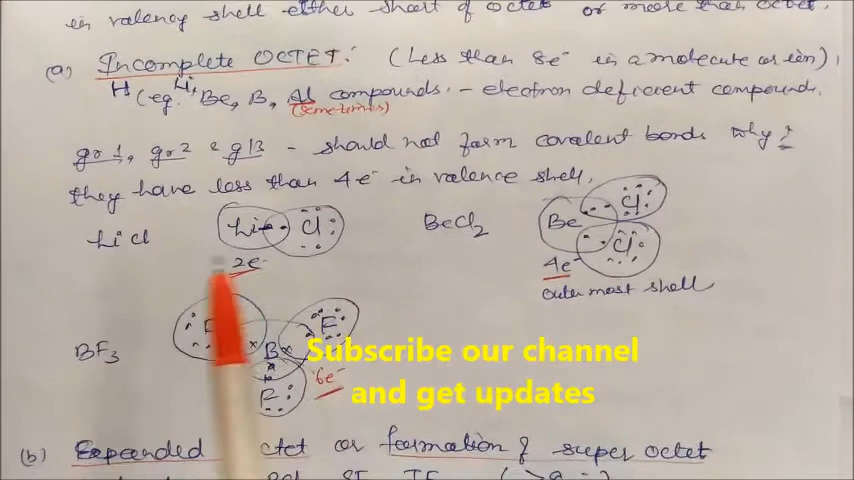 in valency shell either short of octet or more than octet.
(a) Incomplete OCTET: (Less than 8e⁻ in a molecute or ion)
H (eg. Li, Be, B, Al compounds. - electron deficient compound.
(sometimes)
gr 1, gr 2 & g 13 - should not form covalent bonds why?
they have less than 4e⁻ in valence shell.
LiCl Li Cl BeCl₂ Be Cl Cl
2e⁻ 4e⁻
outer most shell
BF₃ F B F F 6e⁻
Subscribe our channel
and get updates
(b) Expanded octet or formation of super octet